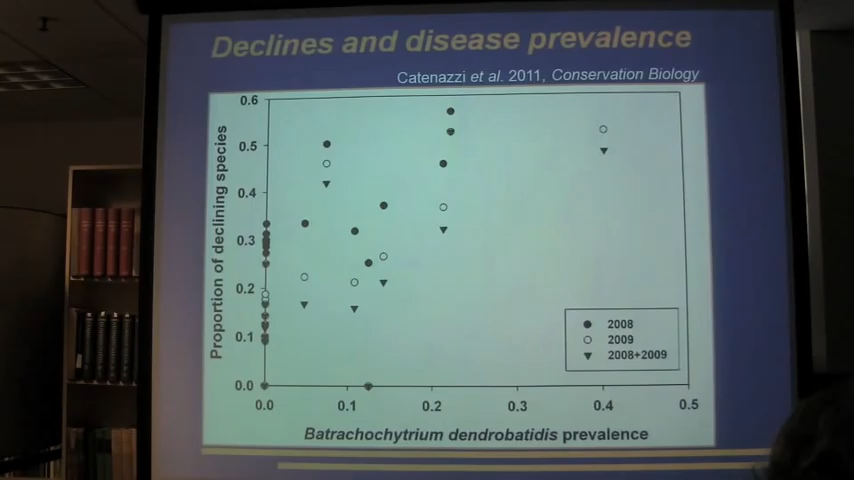 Declines and disease prevalence
Catenazzi et al. 2011, Conservation Biology
Proportion of declining species
0.6
0.5
0.4
0.3
0.2
0.1
0.0
0.0 0.1 0.2 0.3 0.4 0.5
2008
2009
2008+2009
Batrachochytrium dendrobatidis prevalence